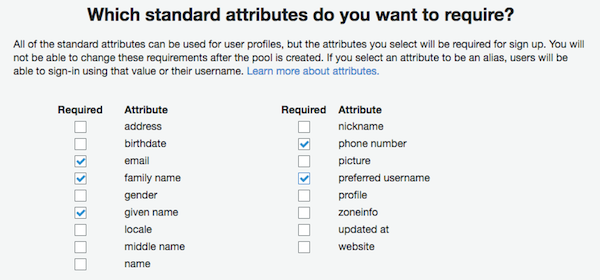 Which standard attributes do you want to require?
All of the standard attributes can be used for user profiles, but the attributes you select will be required for sign up. You will
not be able to change these requirements after the pool is created. If you select an attribute to be an alias, users will be
able to sign-in using that value or their username. Learn more about attributes.
Required Attribute
address
birthdate
email
family name
gender
given name
locale
middle name
name
Required Attribute
nickname
phone number
picture
preferred username
profile
zoneinfo
updated at
website